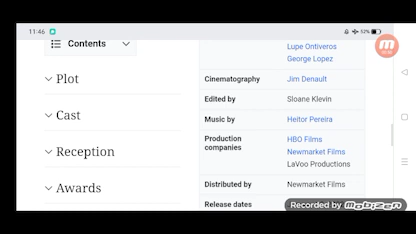 11:46
52%
Contents
Plot
Cast
Reception
Awards
Lupe Ontiveros
George Lopez
Cinematography Jim Denault
Edited by Sloane Klevin
Music by Heitor Pereira
Production companies HBO Films
Newmarket Films
LaVoo Productions
Distributed by Newmarket Films
Release dates
Recorded by Mobizen